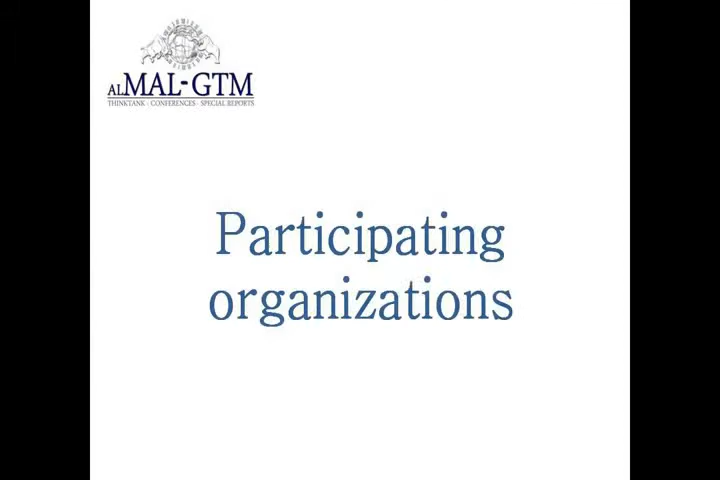 ALMAL-GTM
THINKTANK - CONFERENCES - SPECIAL REPORTS
Participating
organizations